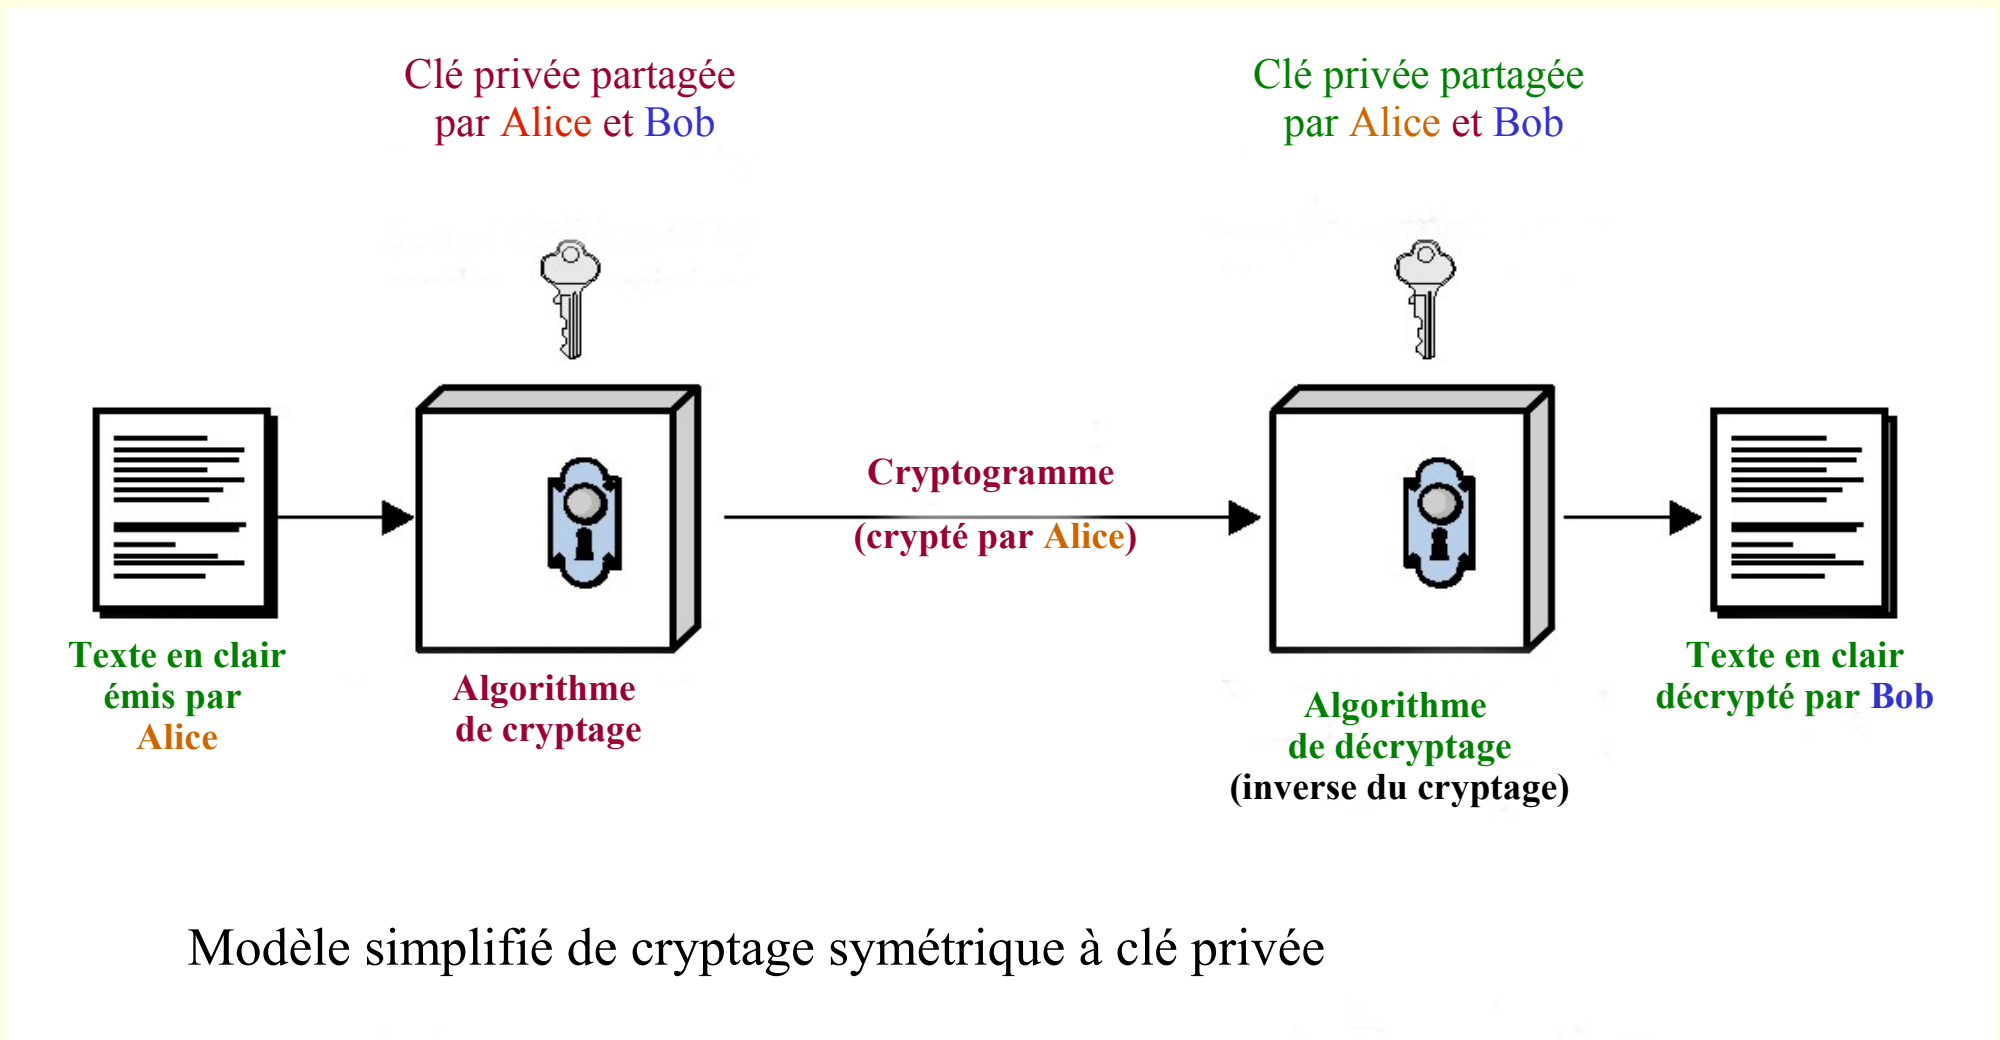 Clé privée partagée
par Alice et Bob
Clé privée partagée
par Alice et Bob
Cryptogramme
(crypté par Alice)
Texte en clair
émis par
Alice
Algorithme
de cryptage
Algorithme
de décryptage
(inverse du cryptage)
Texte en clair
décrypté par Bob
Modèle simplifié de cryptage symétrique à clé privée